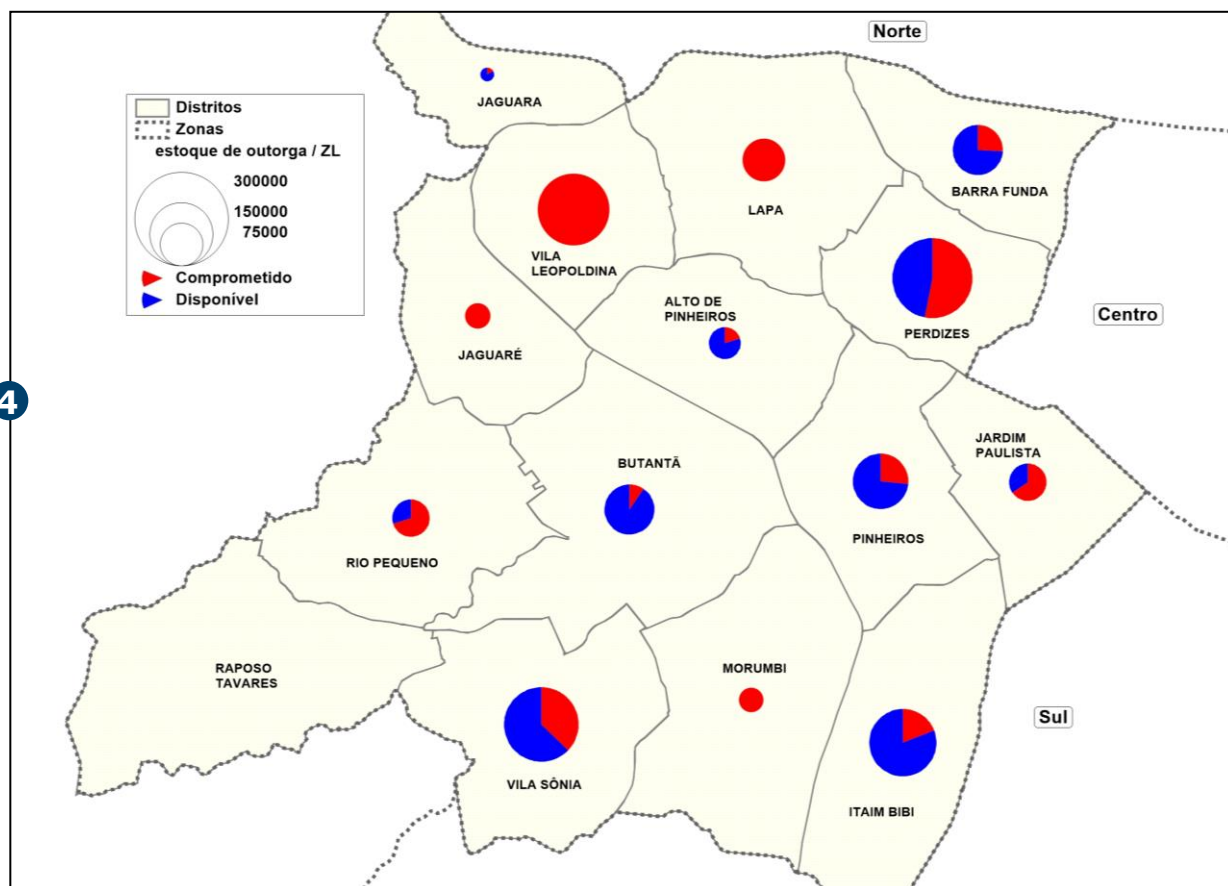 Norte
JAGUARA
Distritos
Zonas
estoque de outorga / ZL
300000
150000
75000
Comprometido
Disponível
LAPA
BARRA FUNDA
VILA
LEOPOLDINA
ALTO DE
PINHEIROS
PERDIZES
Centro
JAGUARÉ
4
JARDIM
PAULISTA
BUTANTÃ
PINHEIROS
RIO PEQUENO
RAPOSO
TAVARES
MORUMBI
Sul
VILA SÔNIA
ITAIM BIBI